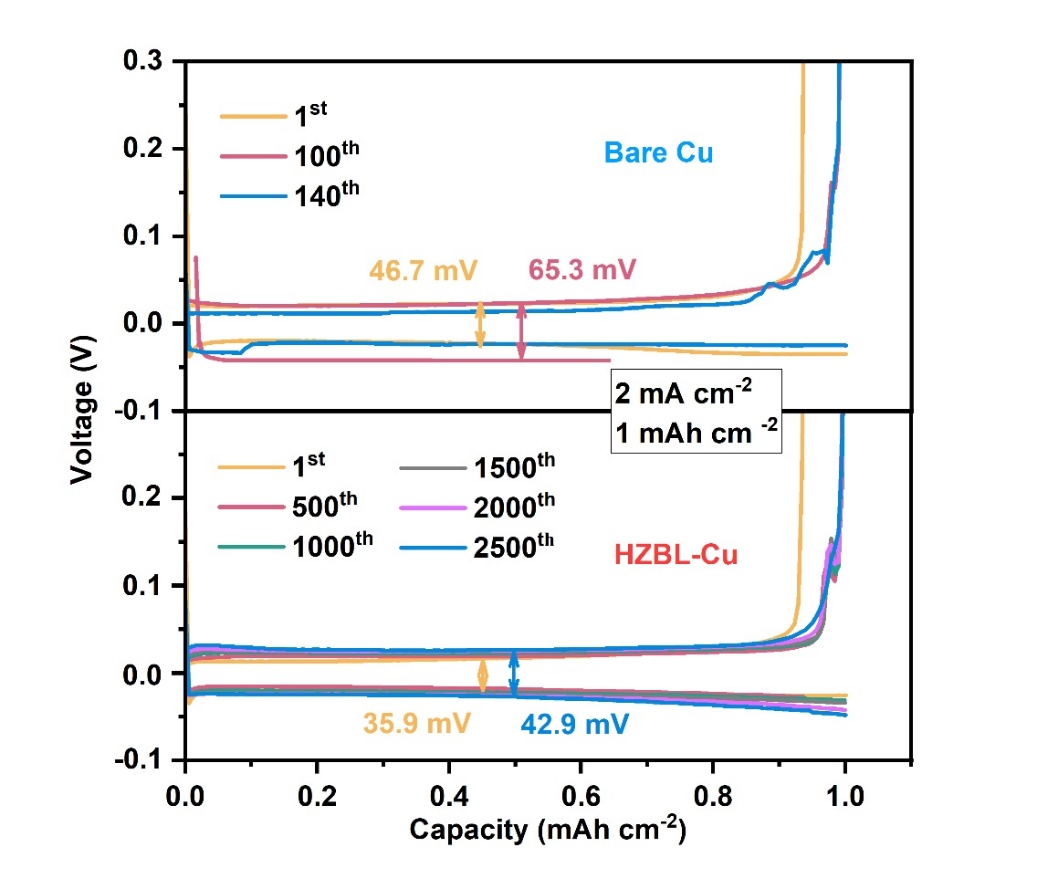 0.3
1st
100th
140th
Bare Cu
0.2
0.1
46.7 mV
65.3 mV
0.0
-0.1
2 mA cm-2
1 mAh cm -2
Voltage (V)
1st
500th
1000th
1500th
2000th
2500th
HZBL-Cu
0.2
0.1
0.0
35.9 mV
42.9 mV
-0.1
0.0 0.2 0.4 0.6 0.8 1.0
Capacity (mAh cm-2)